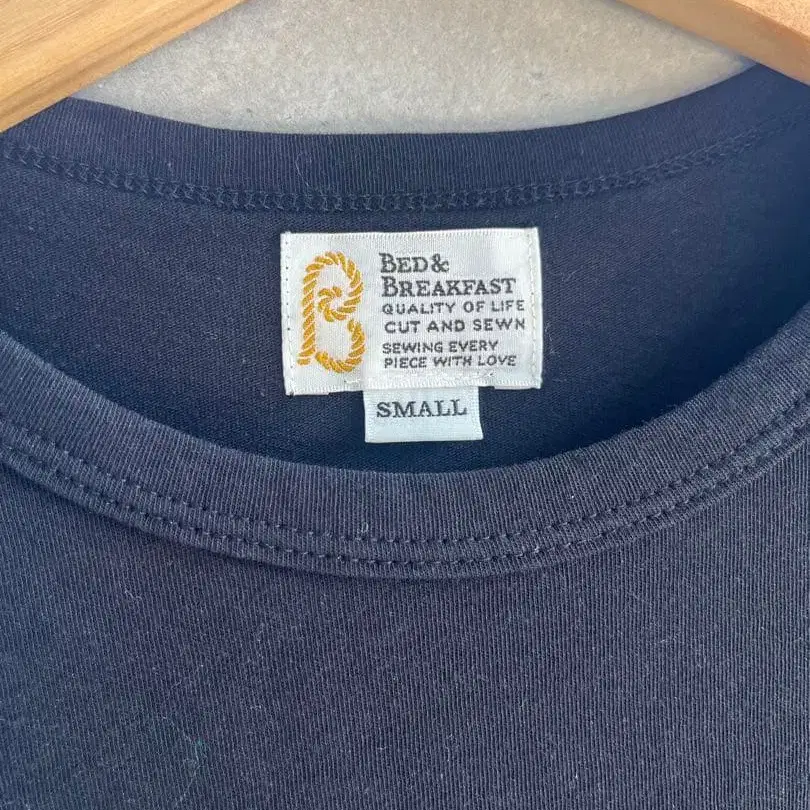 B
BED &
BREAKFAST
QUALITY OF LIFE
CUT AND SEWN
SEWING EVERY
PIECE WITH LOVE
SMALL